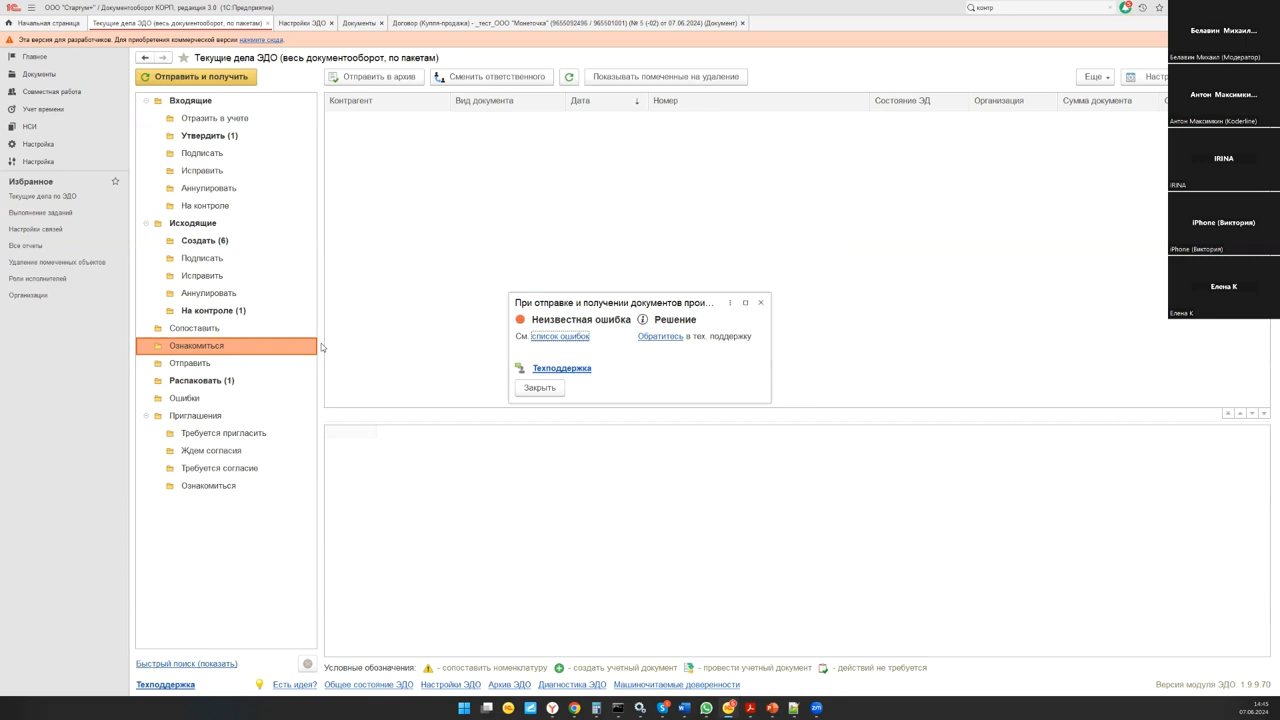 ООО "Стартум+" / Документооборот КОРП, редакция 3.0 (1С:Предприятие)
контр
Начальная страница
Текущие дела ЭДО (весь документооборот, по пакетам) ×
Настройки ЭДО ×
Документы ×
Договор (Купля-продажа) - _тест_ООО "Монеточка" (9655092496 / 965501001) (№ 5 (-02) от 07.06.2024) (Документ) ×
Эта версия для разработчиков. Для приобретения коммерческой версии нажмите сюда.
Главное
Документы
Совместная работа
Учет времени
НСИ
Настройка
Настройка
Избранное
Текущие дела по ЭДО
Выполнение заданий
Настройки связей
Все отчеты
Удаление помеченных объектов
Роли исполнителей
Организации
Текущие дела ЭДО (весь документооборот, по пакетам)
Отправить и получить
Отправить в архив
Сменить ответственного
Показывать помеченные на удаление
Еще
Настр
Входящие
Отразить в учете
Утвердить (1)
Подписать
Исправить
Аннулировать
На контроле
Исходящие
Создать (6)
Подписать
Исправить
Аннулировать
На контроле (1)
Сопоставить
Ознакомиться
Отправить
Распаковать (1)
Ошибки
Приглашения
Требуется пригласить
Ждем согласия
Требуется согласие
Ознакомиться
Контрагент
Вид документа
Дата
Номер
Состояние ЭД
Организация
Сумма документа
При отправке и получении документов прои...
Неизвестная ошибка
Решение
См. список ошибок
Обратитесь в тех. поддержку
Техподдержка
Закрыть
Быстрый поиск (показать)
Условные обозначения:
- сопоставить номенклатуру
- создать учетный документ
- провести учетный документ
- действий не требуется
Техподдержка
Есть идея?
Общее состояние ЭДО
Настройки ЭДО
Архив ЭДО
Диагностика ЭДО
Машиночитаемые доверенности
Версия модуля ЭДО: 1.9.9.70
Белавин Михаил...
Белавин Михаил (Модератор)
Антон Максимки...
Антон Максимкин (Koderline)
IRINA
IRINA
iPhone (Виктория)
iPhone (Виктория)
Елена К
Елена К
14:45
07.06.2024